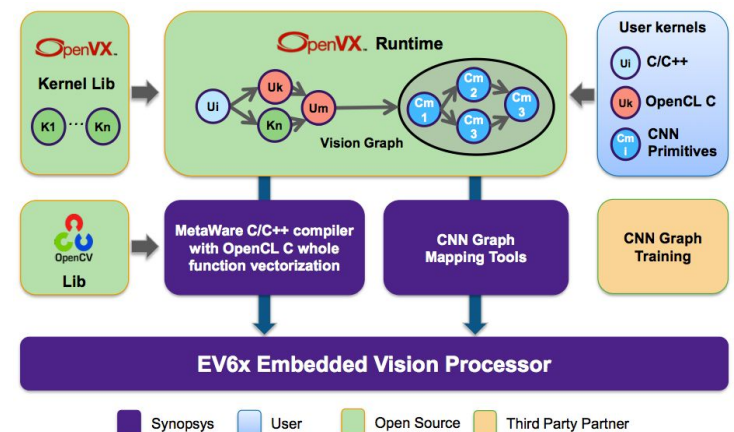 OpenVX™
Kernel Lib
K1 ... Kn
OpenVX™ Runtime
Ui
Uk
Kn
Um
Cm
1
Cm
2
Cm
3
Cm
3
Vision Graph
User kernels
Ui C/C++
Uk OpenCL C
Cm
i
CNN
Primitives
OpenCV
Lib
MetaWare C/C++ compiler
with OpenCL C whole
function vectorization
CNN Graph
Mapping Tools
CNN Graph
Training
EV6x Embedded Vision Processor
Synopsys
User
Open Source
Third Party Partner